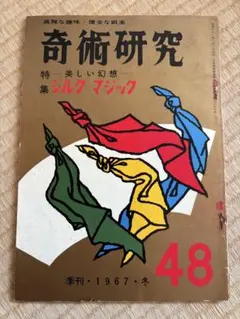 高尚な趣味・健全な娯楽
奇術研究
特集 ―美しい幻想―
シルク マジック
48
季刊・1967・冬